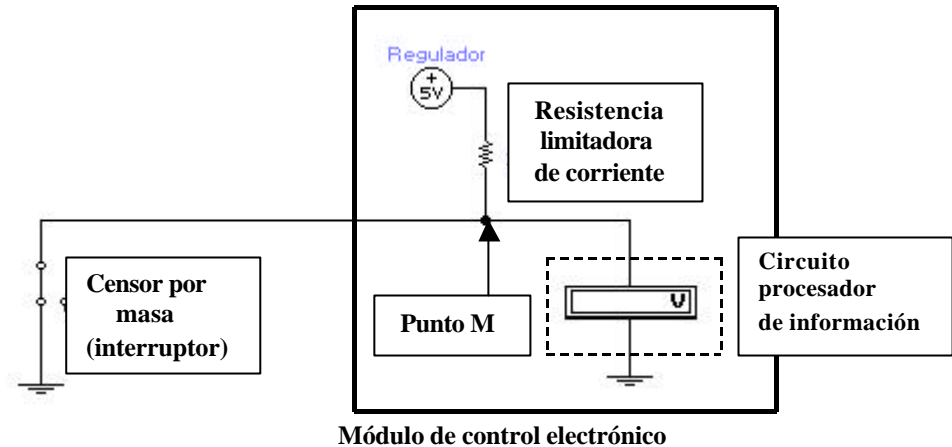 Regulador
+
5V
Resistencia
limitadora
de corriente
Censor por
masa
(interruptor)
Punto M
V
Circuito
procesador
de información
Módulo de control electrónico